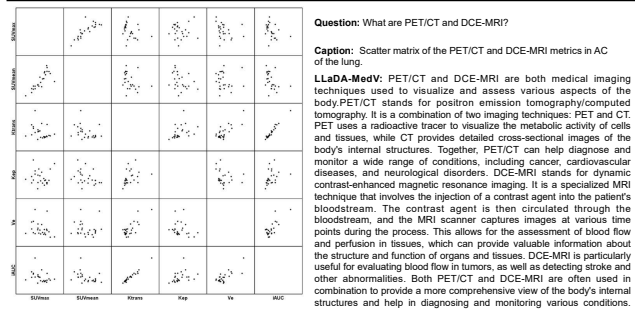 SUVmax
SUVmean
Ktrans
Kep
Ve
iAUC
SUVmax SUVmean Ktrans Kep Ve iAUC
Question: What are PET/CT and DCE-MRI?
Caption: Scatter matrix of the PET/CT and DCE-MRI metrics in AC
of the lung.
LLaDA-MedV: PET/CT and DCE-MRI are both medical imaging
techniques used to visualize and assess various aspects of the
body.PET/CT stands for positron emission tomography/computed
tomography. It is a combination of two imaging techniques: PET and CT.
PET uses a radioactive tracer to visualize the metabolic activity of cells
and tissues, while CT provides detailed cross-sectional images of the
body's internal structures. Together, PET/CT can help diagnose and
monitor a wide range of conditions, including cancer, cardiovascular
diseases, and neurological disorders. DCE-MRI stands for dynamic
contrast-enhanced magnetic resonance imaging. It is a specialized MRI
technique that involves the injection of a contrast agent into the patient's
bloodstream. The contrast agent is then circulated through the
bloodstream, and the MRI scanner captures images at various time
points during the process. This allows for the assessment of blood flow
and perfusion in tissues, which can provide valuable information about
the structure and function of organs and tissues. DCE-MRI is particularly
useful for evaluating blood flow in tumors, as well as detecting stroke and
other abnormalities. Both PET/CT and DCE-MRI are often used in
combination to provide a more comprehensive view of the body's internal
structures and help in diagnosing and monitoring various conditions.